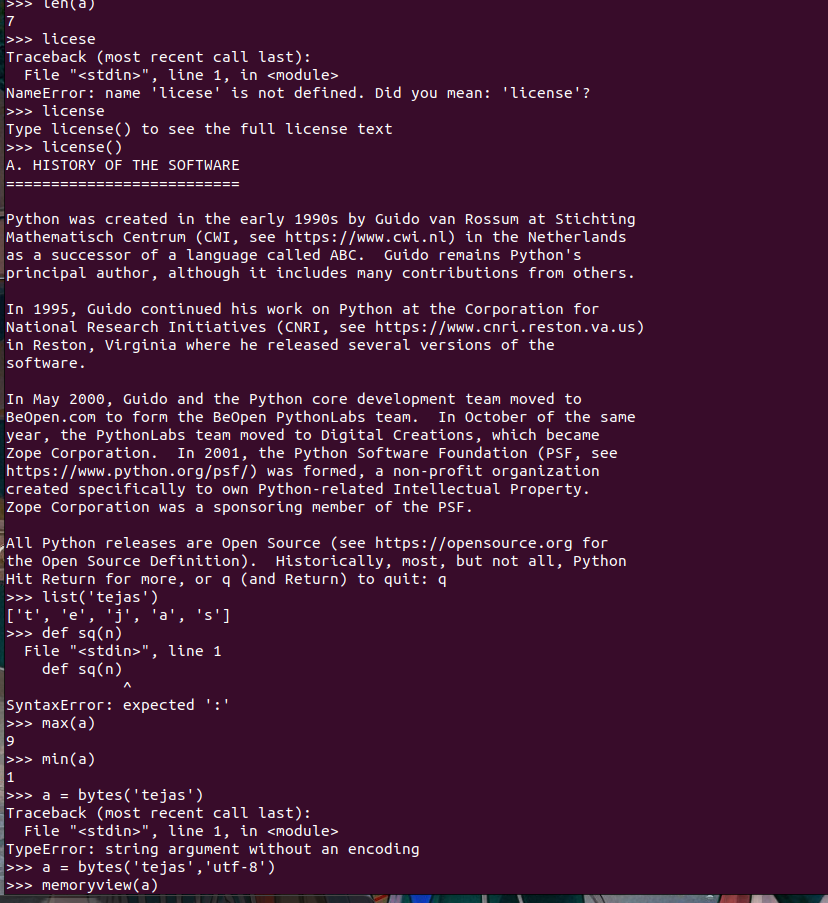 >>> len(a)
7
>>> licese
Traceback (most recent call last):
  File "<stdin>", line 1, in <module>
NameError: name 'licese' is not defined. Did you mean: 'license'?
>>> license
Type license() to see the full license text
>>> license()
A. HISTORY OF THE SOFTWARE
==========================

Python was created in the early 1990s by Guido van Rossum at Stichting
Mathematisch Centrum (CWI, see https://www.cwi.nl) in the Netherlands
as a successor of a language called ABC.  Guido remains Python's
principal author, although it includes many contributions from others.

In 1995, Guido continued his work on Python at the Corporation for
National Research Initiatives (CNRI, see https://www.cnri.reston.va.us)
in Reston, Virginia where he released several versions of the
software.

In May 2000, Guido and the Python core development team moved to
BeOpen.com to form the BeOpen PythonLabs team.  In October of the same
year, the PythonLabs team moved to Digital Creations, which became
Zope Corporation.  In 2001, the Python Software Foundation (PSF, see
https://www.python.org/psf/) was formed, a non-profit organization
created specifically to own Python-related Intellectual Property.
Zope Corporation was a sponsoring member of the PSF.

All Python releases are Open Source (see https://opensource.org for
the Open Source Definition).  Historically, most, but not all, Python
Hit Return for more, or q (and Return) to quit: q
>>> list('tejas')
['t', 'e', 'j', 'a', 's']
>>> def sq(n)
  File "<stdin>", line 1
    def sq(n)
             ^
SyntaxError: expected ':'
>>> max(a)
9
>>> min(a)
1
>>> a = bytes('tejas')
Traceback (most recent call last):
  File "<stdin>", line 1, in <module>
TypeError: string argument without an encoding
>>> a = bytes('tejas','utf-8')
>>> memoryview(a)